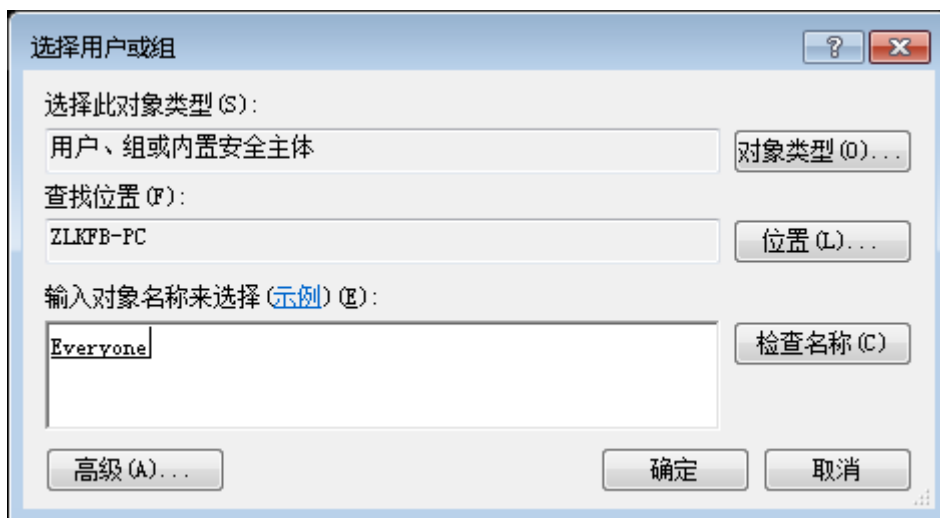 选择用户或组
选择此对象类型(S):
用户、组或内置安全主体
对象类型(O)...
查找位置(F):
ZLKFB-PC
位置(L)...
输入对象名称来选择(示例)(E):
Everyone
检查名称(C)
高级(A)...
确定
取消